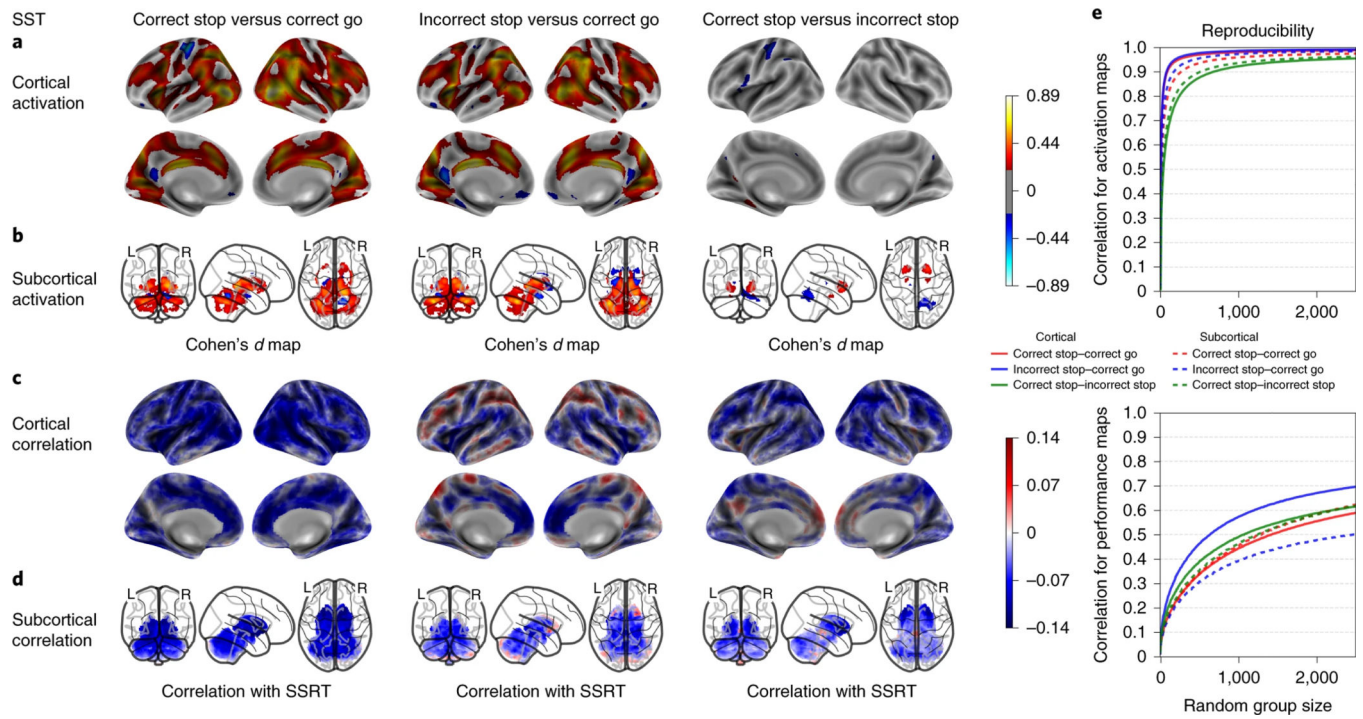 SST
Correct stop versus correct go
Incorrect stop versus correct go
Correct stop versus incorrect stop
a
Cortical
activation
0.89
0.44
0
−0.44
−0.89
b
L R
L R
L R
Subcortical
activation
Cohen's d map
Cohen's d map
Cohen's d map
c
Cortical
correlation
0.14
0.07
0
−0.07
−0.14
d
L R
L R
L R
Subcortical
correlation
Correlation with SSRT
Correlation with SSRT
Correlation with SSRT
e
Reproducibility
Correlation for activation maps
1.0
0.9
0.8
0.7
0.6
0.5
0.4
0.3
0.2
0.1
0
0 1,000 2,000
Cortical Subcortical
Correct stop–correct go Correct stop–correct go
Incorrect stop–correct go Incorrect stop–correct go
Correct stop–incorrect stop Correct stop–incorrect stop
Correlation for performance maps
1.0
0.9
0.8
0.7
0.6
0.5
0.4
0.3
0.2
0.1
0
0 1,000 2,000
Random group size